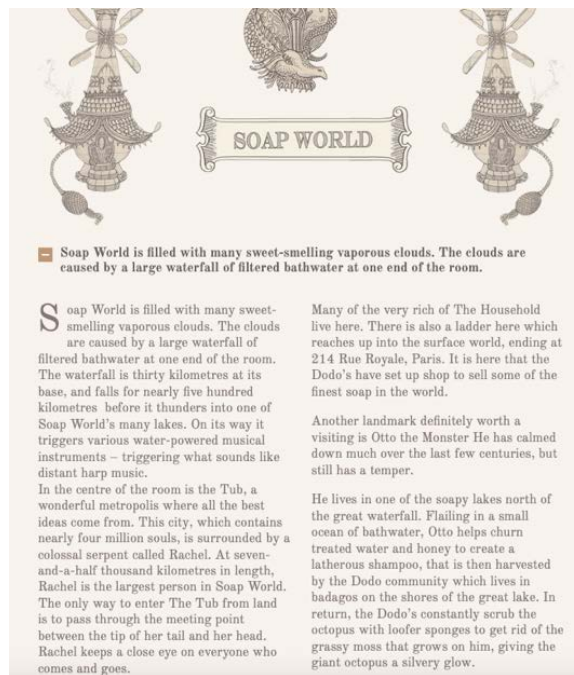 SOAP WORLD
Soap World is filled with many sweet-smelling vaporous clouds. The clouds are
caused by a large waterfall of filtered bathwater at one end of the room.
Soap World is filled with many sweet-
smelling vaporous clouds. The clouds
are caused by a large waterfall of
filtered bathwater at one end of the room.
The waterfall is thirty kilometres at its
base, and falls for nearly five hundred
kilometres before it thunders into one of
Soap World's many lakes. On its way it
triggers various water-powered musical
instruments – triggering what sounds like
distant harp music.
In the centre of the room is the Tub, a
wonderful metropolis where all the best
ideas come from. This city, which contains
nearly four million souls, is surrounded by a
colossal serpent called Rachel. At seven-
and-a-half thousand kilometres in length,
Rachel is the largest person in Soap World.
The only way to enter The Tub from land
is to pass through the meeting point
between the tip of her tail and her head.
Rachel keeps a close eye on everyone who
comes and goes.
Many of the very rich of The Household
live here. There is also a ladder here which
reaches up into the surface world, ending at
214 Rue Royale, Paris. It is here that the
Dodo's have set up shop to sell some of the
finest soap in the world.
Another landmark definitely worth a
visiting is Otto the Monster He has calmed
down much over the last few centuries, but
still has a temper.
He lives in one of the soapy lakes north of
the great waterfall. Flailing in a small
ocean of bathwater, Otto helps churn
treated water and honey to create a
latherous shampoo, that is then harvested
by the Dodo community which lives in
badagos on the shores of the great lake. In
return, the Dodo's constantly scrub the
octopus with loofer sponges to get rid of the
grassy moss that grows on him, giving the
giant octopus a silvery glow.